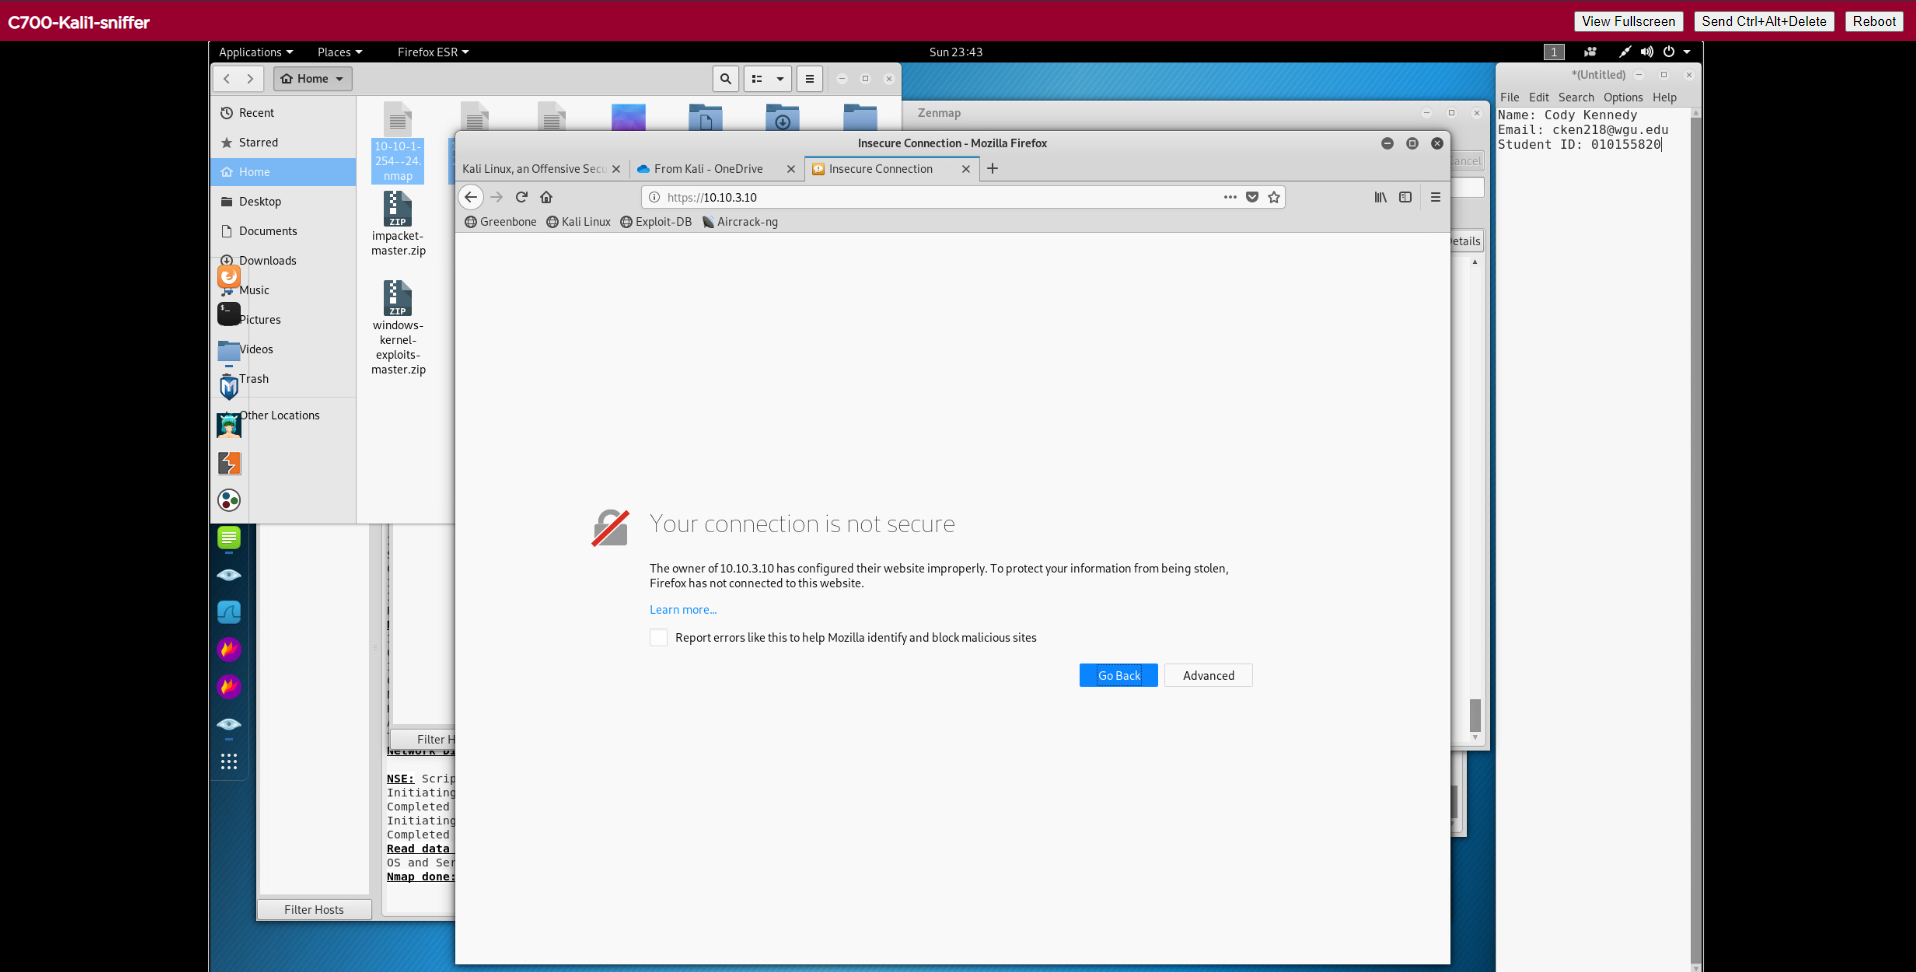 C700-Kali1-sniffer
View Fullscreen
Send Ctrl+Alt+Delete
Reboot
Applications
Places
Firefox ESR
Sun 23:43
1
Home
Recent
Starred
Home
Desktop
Documents
Downloads
Music
Pictures
Videos
Trash
Other Locations
10-10-1-
254--24.
nmap
ZIP
impacket-
master.zip
ZIP
windows-
kernel-
exploits-
master.zip
Zenmap
Insecure Connection - Mozilla Firefox
Kali Linux, an Offensive Secu
From Kali - OneDrive
Insecure Connection
https://10.10.3.10
Greenbone
Kali Linux
Exploit-DB
Aircrack-ng
Your connection is not secure
The owner of 10.10.3.10 has configured their website improperly. To protect your information from being stolen,
Firefox has not connected to this website.
Learn more...
Report errors like this to help Mozilla identify and block malicious sites
Go Back
Advanced
Filter H
NSE: Scrip
Initiating
Completed
Initiating
Completed
Read data
OS and Ser
Nmap done:
Filter Hosts
*(Untitled)
File Edit Search Options Help
Name: Cody Kennedy
Email: cken218@wgu.edu
Student ID: 010155820